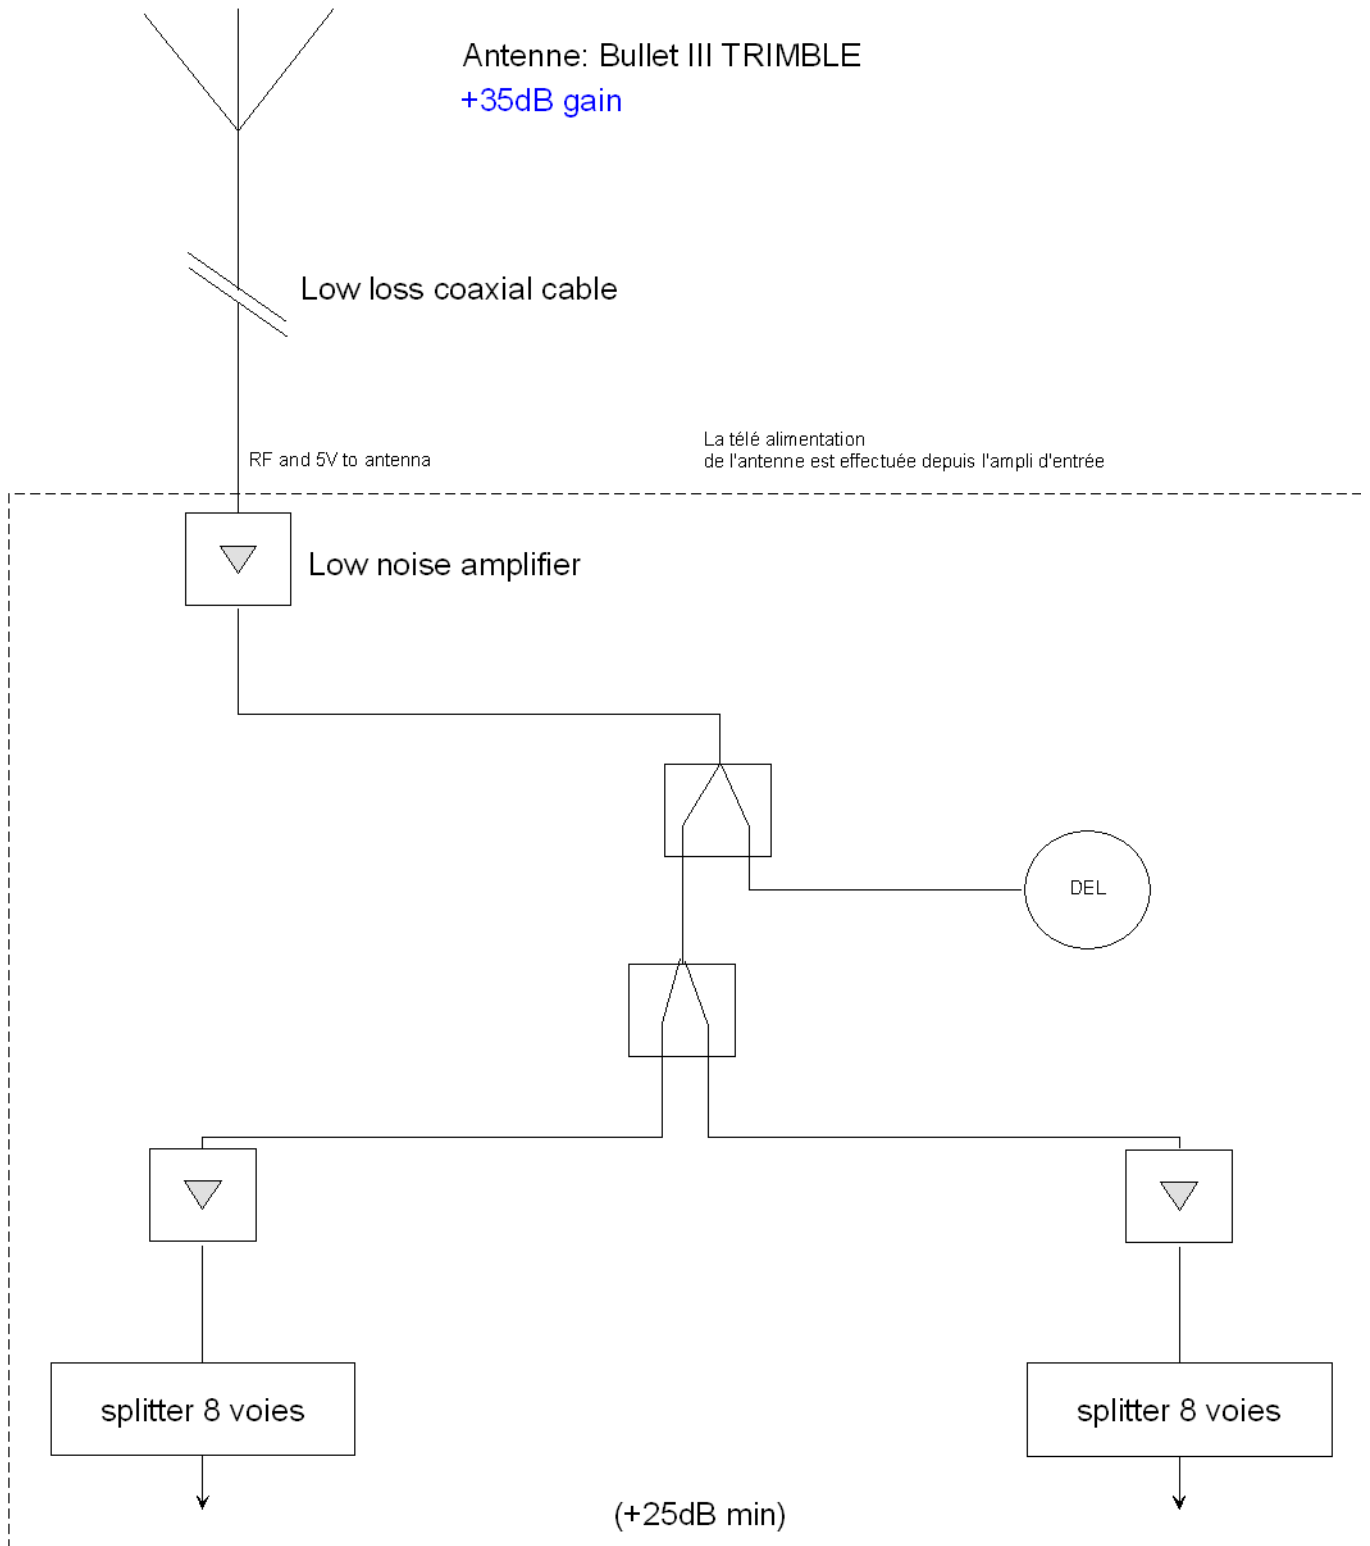 Antenne: Bullet III TRIMBLE
+35dB gain
Low loss coaxial cable
RF and 5V to antenna
La télé alimentation
de l'antenne est effectuée depuis l'ampli d'entrée
Low noise amplifier
DEL
splitter 8 voies
splitter 8 voies
(+25dB min)